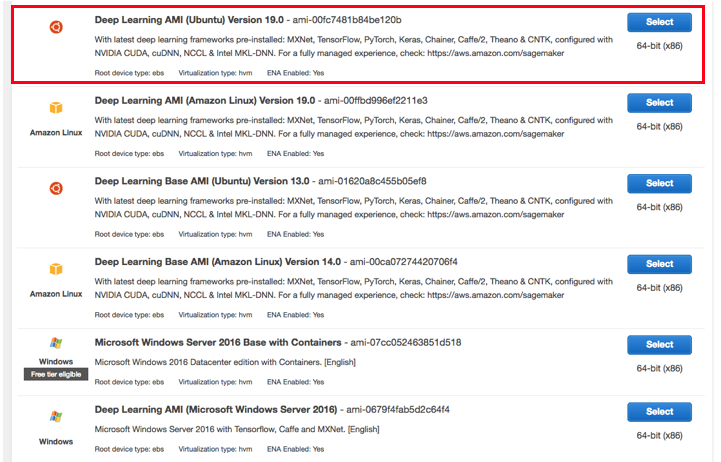 Deep Learning AMI (Ubuntu) Version 19.0 - ami-00fc7481b84be120b
Select
With latest deep learning frameworks pre-installed: MXNet, TensorFlow, PyTorch, Keras, Chainer, Caffe/2, Theano & CNTK, configured with
64-bit (x86)
NVIDIA CUDA, cuDNN, NCCL & Intel MKL-DNN. For a fully managed experience, check: https://aws.amazon.com/sagemaker
Root device type: ebs Virtualization type: hvm ENA Enabled: Yes
Deep Learning AMI (Amazon Linux) Version 19.0 - ami-00ffbd996ef2211e3
Select
Amazon Linux
With latest deep learning frameworks pre-installed: MXNet, TensorFlow, PyTorch, Keras, Chainer, Caffe/2, Theano & CNTK, configured with
64-bit (x86)
NVIDIA CUDA, cuDNN, NCCL & Intel MKL-DNN. For a fully managed experience, check: https://aws.amazon.com/sagemaker
Root device type: ebs Virtualization type: hvm ENA Enabled: Yes
Deep Learning Base AMI (Ubuntu) Version 13.0 - ami-01620a8c455b05ef8
Select
With latest deep learning frameworks pre-installed: MXNet, TensorFlow, PyTorch, Keras, Chainer, Caffe/2, Theano & CNTK, configured with
64-bit (x86)
NVIDIA CUDA, cuDNN, NCCL & Intel MKL-DNN. For a fully managed experience, check: https://aws.amazon.com/sagemaker
Root device type: ebs Virtualization type: hvm ENA Enabled: Yes
Deep Learning Base AMI (Amazon Linux) Version 14.0 - ami-00ca07274420706f4
Select
Amazon Linux
With latest deep learning frameworks pre-installed: MXNet, TensorFlow, PyTorch, Keras, Chainer, Caffe/2, Theano & CNTK, configured with
64-bit (x86)
NVIDIA CUDA, cuDNN, NCCL & Intel MKL-DNN. For a fully managed experience, check: https://aws.amazon.com/sagemaker
Root device type: ebs Virtualization type: hvm ENA Enabled: Yes
Microsoft Windows Server 2016 Base with Containers - ami-07cc052463851d518
Select
Windows
Free tier eligible
Microsoft Windows 2016 Datacenter edition with Containers. [English]
64-bit (x86)
Root device type: ebs Virtualization type: hvm ENA Enabled: Yes
Deep Learning AMI (Microsoft Windows Server 2016) - ami-0679f4fab5d2c64f4
Select
Windows
Microsoft Windows Server 2016 with Tensorflow, Caffe and MXNet. [English]
64-bit (x86)
Root device type: ebs Virtualization type: hvm ENA Enabled: Yes